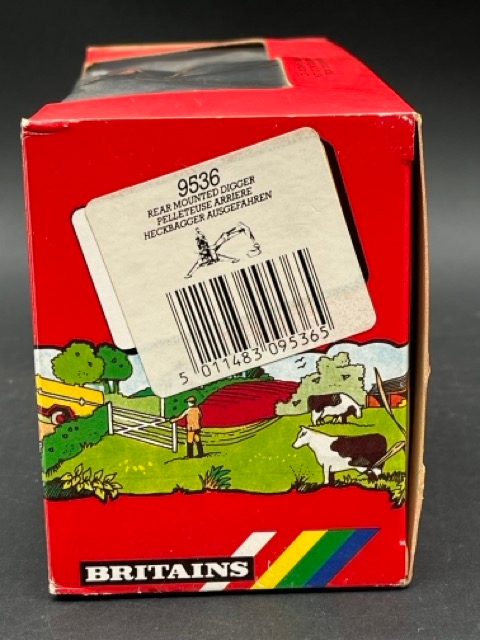 9536
REAR MOUNTED DIGGER
PELLETEUSE ARRIERE
HECKBAGGER AUSGEFAHREN
5 011483 095365
BRITAINS